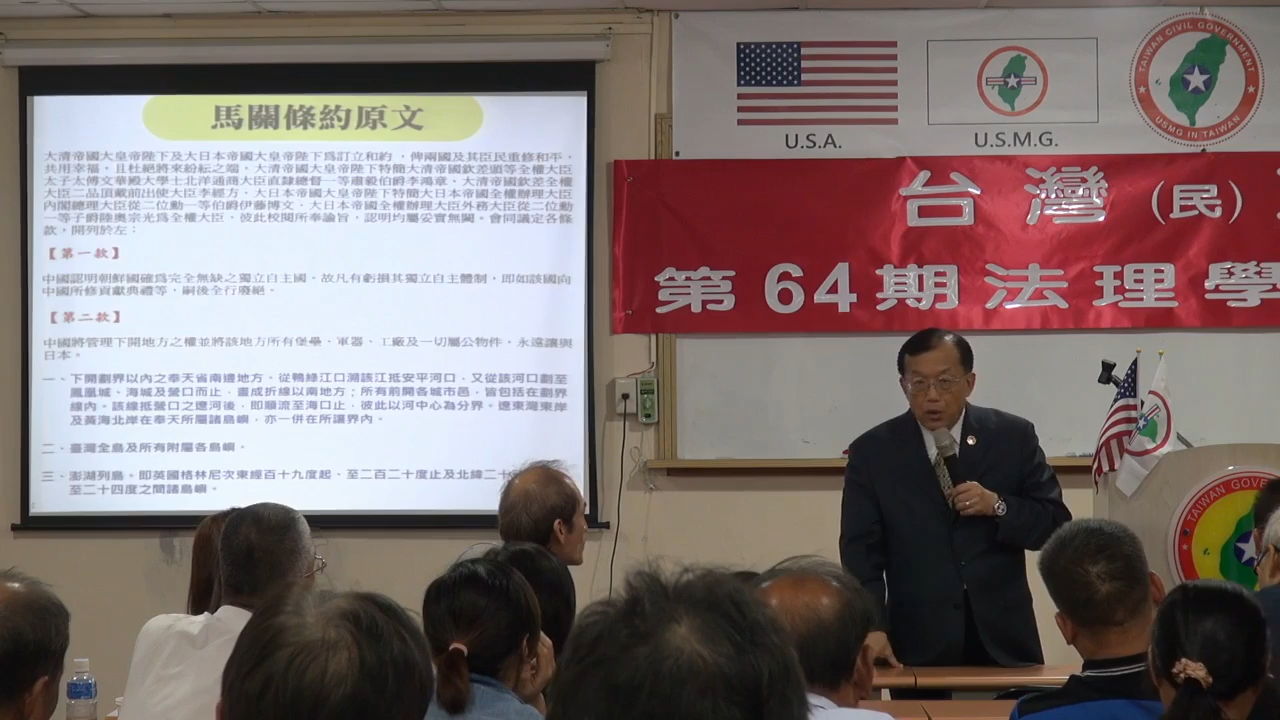 馬關條約原文
大清帝國大皇帝陛下及大日本帝國大皇帝陛下爲訂立和約，俾兩國及其臣民重修和平，
共用幸福，且杜絕將來紛紜之端，大清帝國大皇帝陛下特簡大清帝國欽差頭等全權大臣
太子太傅文華殿大學士北洋通商大臣直隸總督一等肅毅伯爵李鴻章、大清帝國欽差全權
大臣二品頂戴前出使大臣李經方、大日本帝國大皇帝陛下特簡大日本帝國全權辦理大臣
內閣總理大臣從二位勳一等伯爵伊藤博文、大日本帝國全權辦理大臣外務大臣從二位勳
一等子爵陸奧宗光爲全權大臣，彼此校閱所奉諭旨，認明均屬妥實無闕。會同議定各條
款，開列於左：
【第一款】
中國認明朝鮮國確爲完全無缺之獨立自主國。故凡有虧損其獨立自主體制，即如該國向
中國所修貢獻典禮等，嗣後全行廢絕。
【第二款】
中國將管理下開地方之權並將該地方所有堡壘、軍器、工廠及一切屬公物件，永遠讓與
日本。
一、下開劃界以內之奉天省南邊地方。從鴨綠江口溯該江抵安平河口，又從該河口劃至
鳳凰城、海城及營口而止，畫成折線以南地方；所有前開各城市邑，皆包括在劃界
線內。該線抵營口之遼河後，即順流至海口止，彼此以河中心為分界。遼東灣東岸
及黃海北岸在奉天所屬諸島嶼，亦一併在所讓界內。
二、臺灣全島及所有附屬各島嶼。
三、澎湖列島。即英國格林尼次東經百十九度起、至二百二十度止及北緯二十
至二十四度之間諸島嶼。
U.S.A.
U.S.M.G.
TAIWAN CIVIL GOVERNMENT
USMG IN TAIWAN
台灣(民)
第64期法理學
TAIWAN GOVE